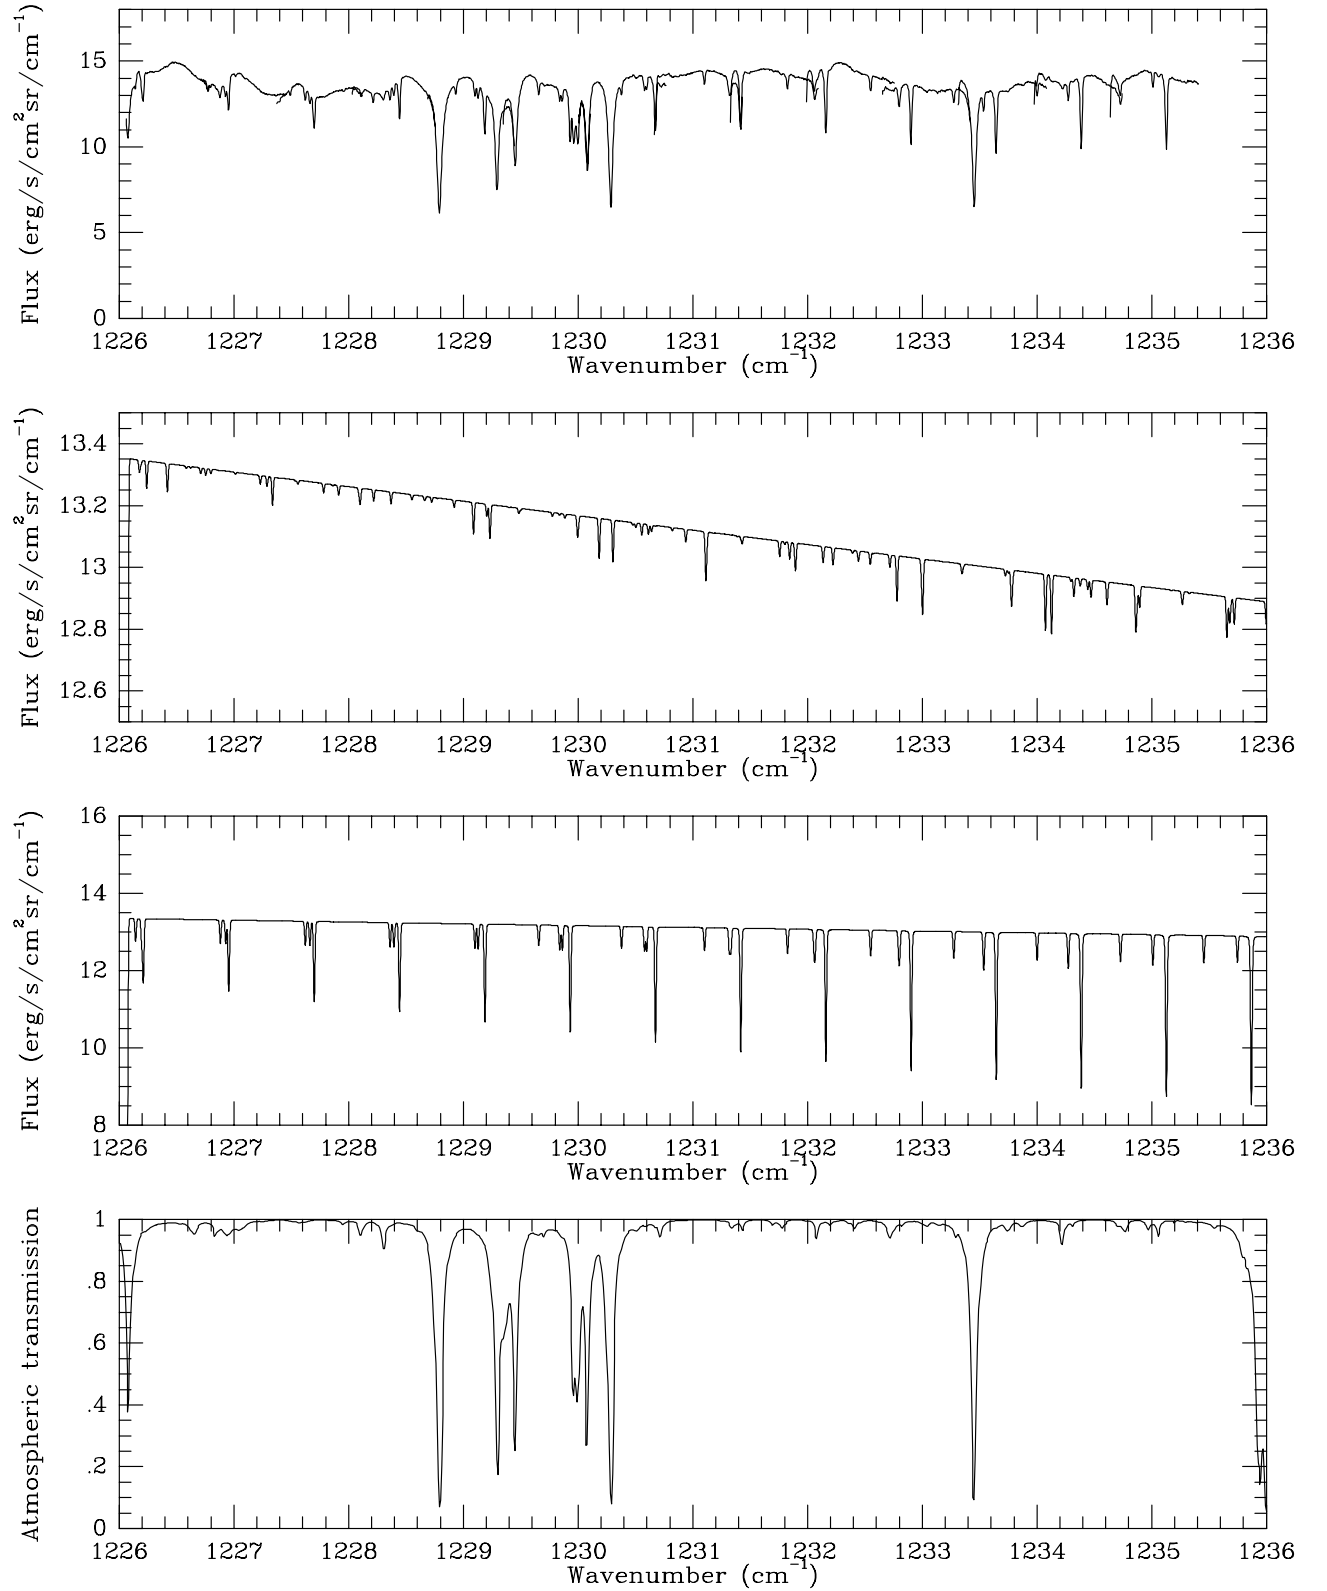 Flux (erg/s/cm²sr/cm⁻¹)
15
10
5
0
1226 1227 1228 1229 1230 1231 1232 1233 1234 1235 1236
Wavenumber (cm⁻¹)
Flux (erg/s/cm²sr/cm⁻¹)
13.4
13.2
13
12.8
12.6
1226 1227 1228 1229 1230 1231 1232 1233 1234 1235 1236
Wavenumber (cm⁻¹)
Flux (erg/s/cm²sr/cm⁻¹)
16
14
12
10
8
1226 1227 1228 1229 1230 1231 1232 1233 1234 1235 1236
Wavenumber (cm⁻¹)
Atmospheric transmission
1
.8
.6
.4
.2
0
1226 1227 1228 1229 1230 1231 1232 1233 1234 1235 1236
Wavenumber (cm⁻¹)